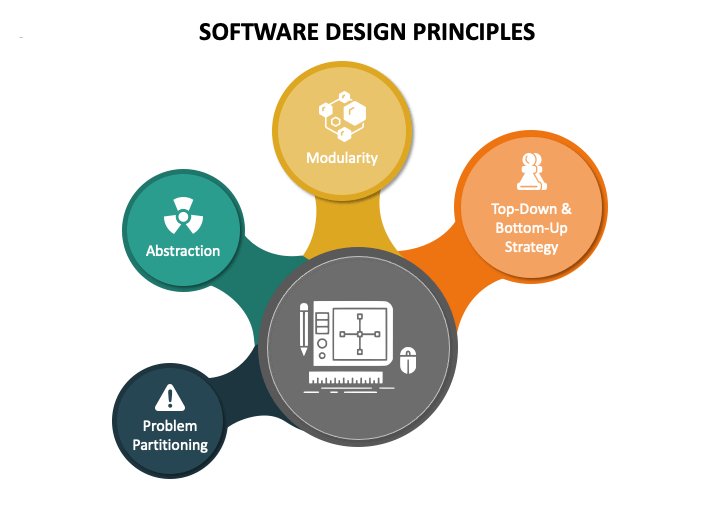 SOFTWARE DESIGN PRINCIPLES
Modularity
Top-Down &
Bottom-Up
Strategy
Abstraction
Problem
Partitioning